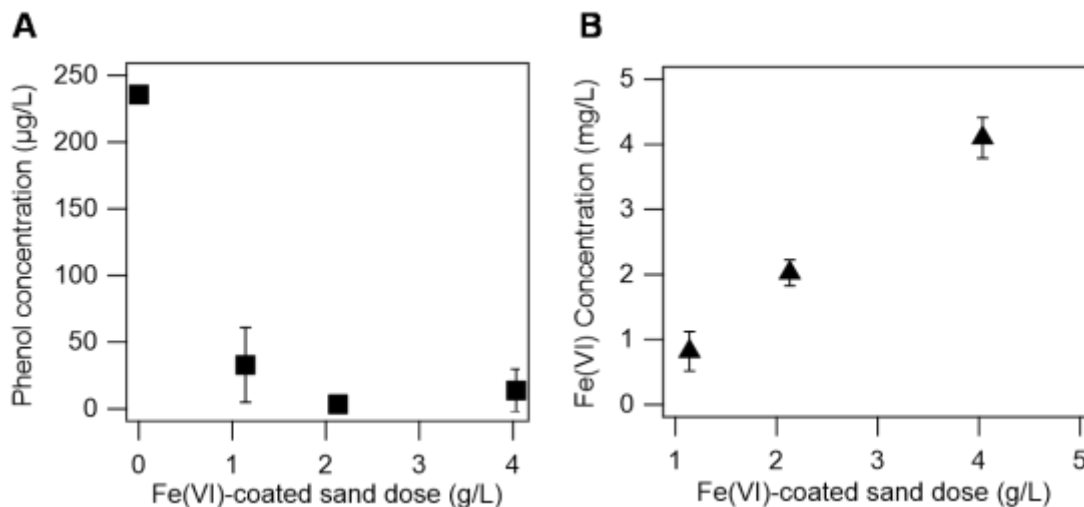 A
B
Phenol concentration (µg/L)
250
200
150
100
50
0
0 1 2 3 4
Fe(VI)-coated sand dose (g/L)
Fe(VI) Concentration (mg/L)
5
4
3
2
1
0
1 2 3 4 5
Fe(VI)-coated sand dose (g/L)